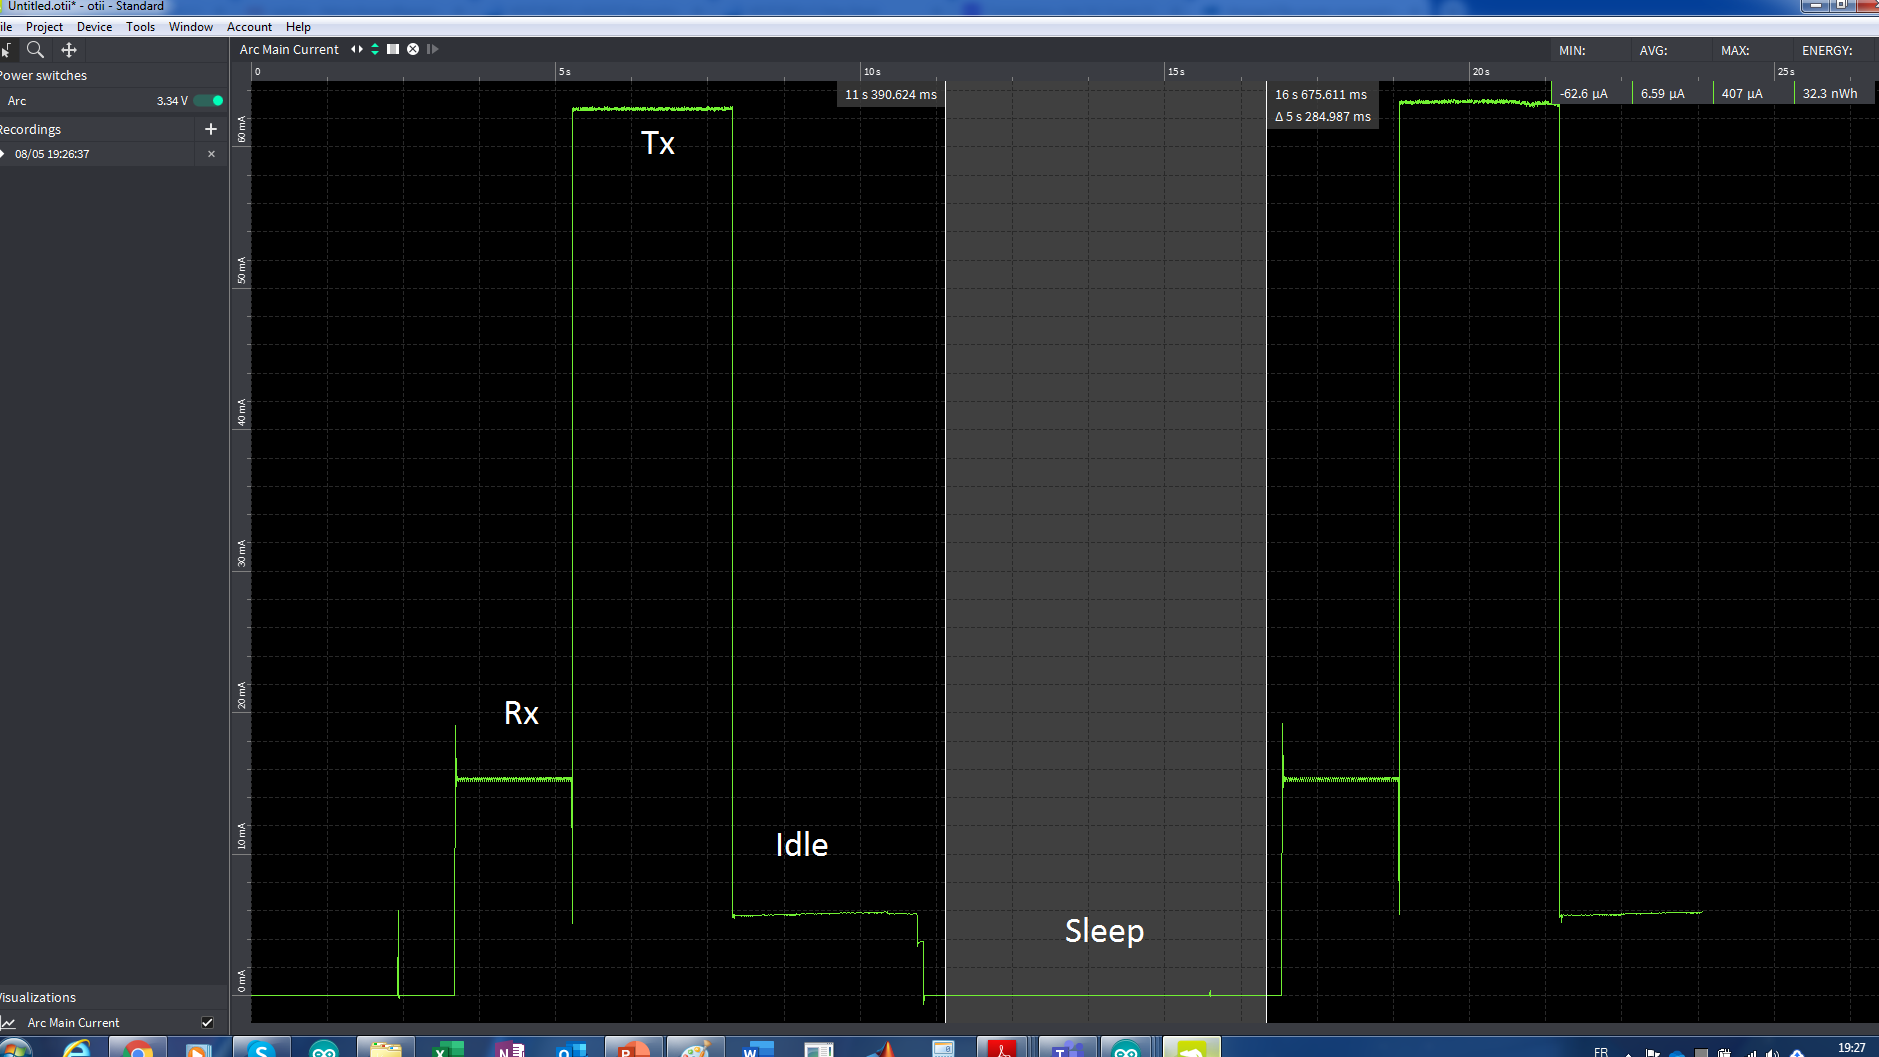 Untitled.otii* - otii - Standard
ile Project Device Tools Window Account Help
Arc Main Current
MIN: AVG: MAX: ENERGY:
Power switches
0 5 s 10 s 15 s 20 s 25 s
Arc 3.34 V
11 s 390.624 ms
16 s 675.611 ms
Δ 5 s 284.987 ms
-62.6 µA 6.59 µA 407 µA 32.3 nWh
Recordings
08/05 19:26:37
60 mA
50 mA
40 mA
30 mA
20 mA
10 mA
0 mA
Tx
Rx
Idle
Sleep
Visualizations
Arc Main Current
FR
19:27